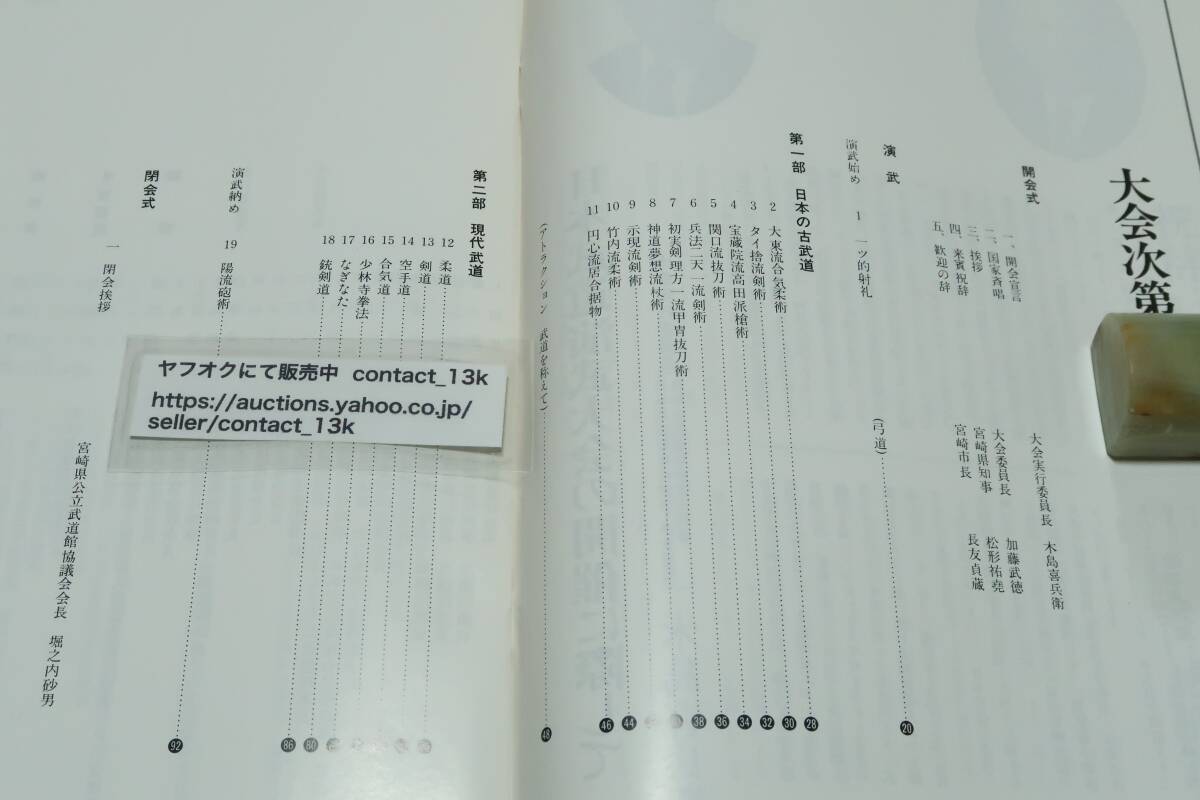 大会次第
開会式
一、開会宣言 大会実行委員長 木島喜兵衛
二、国家斉唱
三、挨拶 大会委員長 加藤武徳
四、来賓祝辞 宮崎県知事 松形祐堯
五、歓迎の辞 宮崎市長 長友貞蔵
演武
演武始め 1 一ツ的射礼 (弓道) 20
第一部 日本の古武道 28
2 大東流合気柔術 30
3 タイ捨流剣術 32
4 宝蔵院流高田派槍術 34
5 関口流抜刀術 36
6 兵法二天一流剣術 38
7 初実剣理方一流甲冑抜刀術
8 神道夢想流杖術
9 示現流剣術 44
10 竹内流柔術 46
11 円心流居合据物
(アトラクション 武道を称えて) 48
第二部 現代武道
12 柔道
13 剣道
14 空手道
15 合気道
16 少林寺拳法
17 なぎなた 80
18 銃剣道 86
演武納め 19 陽流砲術 92
閉会式
一 閉会挨拶 宮崎県公立武道館協議会会長 堀之内砂男
ヤフオクにて販売中 contact_13k
https://auctions.yahoo.co.jp/
seller/contact_13k